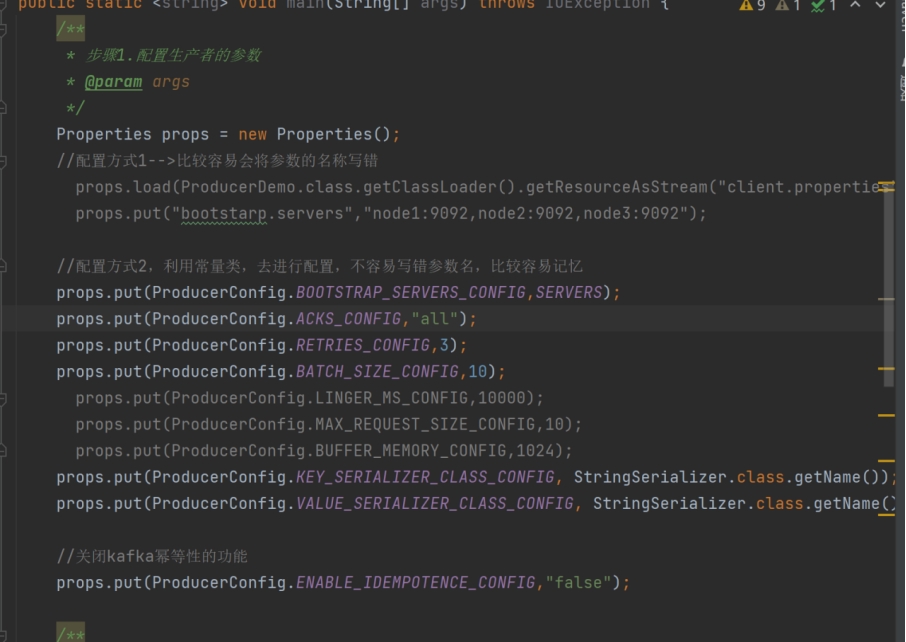 public static <string> void main(String[] args) throws IOException { 9 1 1
/**
* 步骤1.配置生产者的参数
* @param args
*/
Properties props = new Properties();
//配置方式1-->比较容易会将参数的名称写错
props.load(ProducerDemo.class.getClassLoader().getResourceAsStream("client.properties
props.put("bootstarp.servers","node1:9092,node2:9092,node3:9092");
//配置方式2，利用常量类，去进行配置，不容易写错参数名，比较容易记忆
props.put(ProducerConfig.BOOTSTRAP_SERVERS_CONFIG,SERVERS);
props.put(ProducerConfig.ACKS_CONFIG,"all");
props.put(ProducerConfig.RETRIES_CONFIG,3);
props.put(ProducerConfig.BATCH_SIZE_CONFIG,10);
props.put(ProducerConfig.LINGER_MS_CONFIG,10000);
props.put(ProducerConfig.MAX_REQUEST_SIZE_CONFIG,10);
props.put(ProducerConfig.BUFFER_MEMORY_CONFIG,1024);
props.put(ProducerConfig.KEY_SERIALIZER_CLASS_CONFIG, StringSerializer.class.getName());
props.put(ProducerConfig.VALUE_SERIALIZER_CLASS_CONFIG, StringSerializer.class.getName()
//关闭kafka幂等性的功能
props.put(ProducerConfig.ENABLE_IDEMPOTENCE_CONFIG,"false");
/**